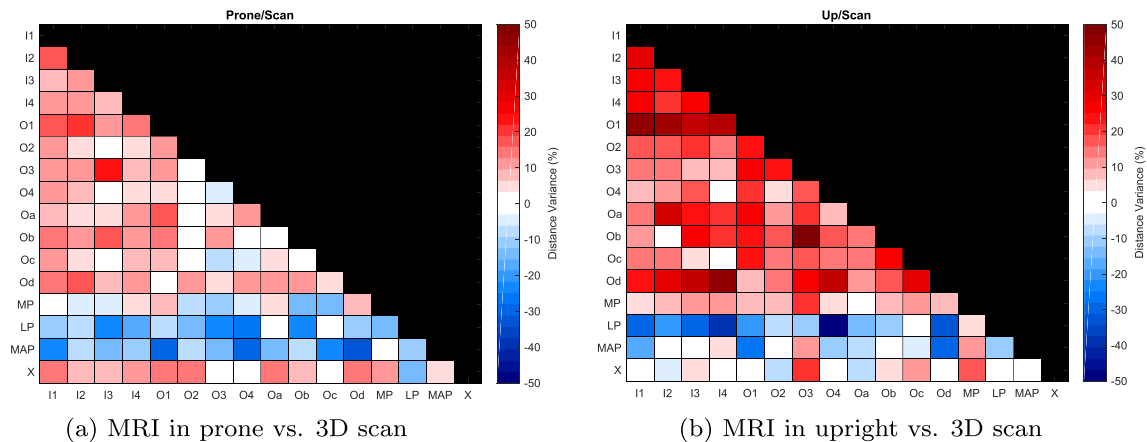 Prone/Scan
I1
I2
I3
I4
O1
O2
O3
O4
Oa
Ob
Oc
Od
MP
LP
MAP
X
I1 I2 I3 I4 O1 O2 O3 O4 Oa Ob Oc Od MP LP MAP X
50
40
30
20
10
0
-10
-20
-30
-40
-50
Distance Variance (%)
(a) MRI in prone vs. 3D scan
Up/Scan
I1
I2
I3
I4
O1
O2
O3
O4
Oa
Ob
Oc
Od
MP
LP
MAP
X
I1 I2 I3 I4 O1 O2 O3 O4 Oa Ob Oc Od MP LP MAP X
50
40
30
20
10
0
-10
-20
-30
-40
-50
Distance Variance (%)
(b) MRI in upright vs. 3D scan